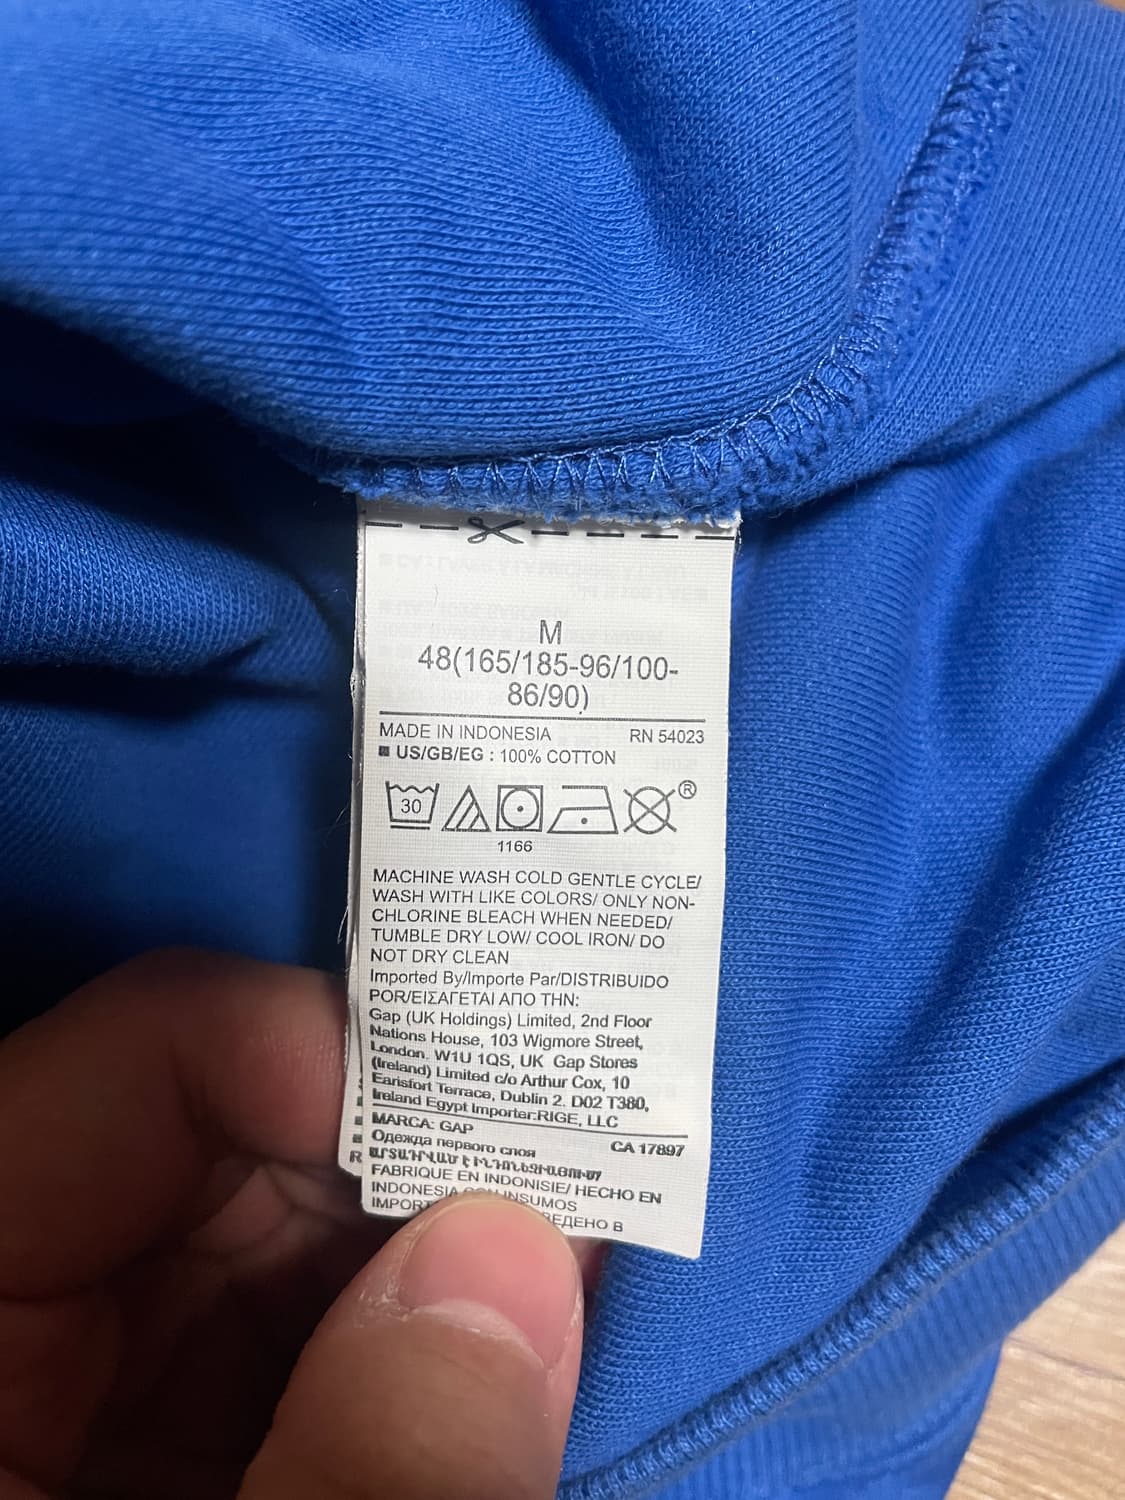 M
48(165/185-96/100-
86/90)
MADE IN INDONESIA RN 54023
US/GB/EG : 100% COTTON
30
®
1166
MACHINE WASH COLD GENTLE CYCLE/
WASH WITH LIKE COLORS/ ONLY NON-
CHLORINE BLEACH WHEN NEEDED/
TUMBLE DRY LOW/ COOL IRON/ DO
NOT DRY CLEAN
Imported By/Importe Par/DISTRIBUIDO
POR/ΕΙΣΑΓΕΤΑΙ ΑΠΟ ΤΗΝ:
Gap (UK Holdings) Limited, 2nd Floor
Nations House, 103 Wigmore Street,
London. W1U 1QS, UK Gap Stores
(Ireland) Limited c/o Arthur Cox, 10
Earlsfort Terrace, Dublin 2. D02 T380,
Ireland Egypt Importer:RIGE, LLC
MARCA: GAP CA 17897
Одежда первого слоя
FABRIQUE EN INDONISIE/ HECHO EN
INDONESIA INSUMOS
В
R